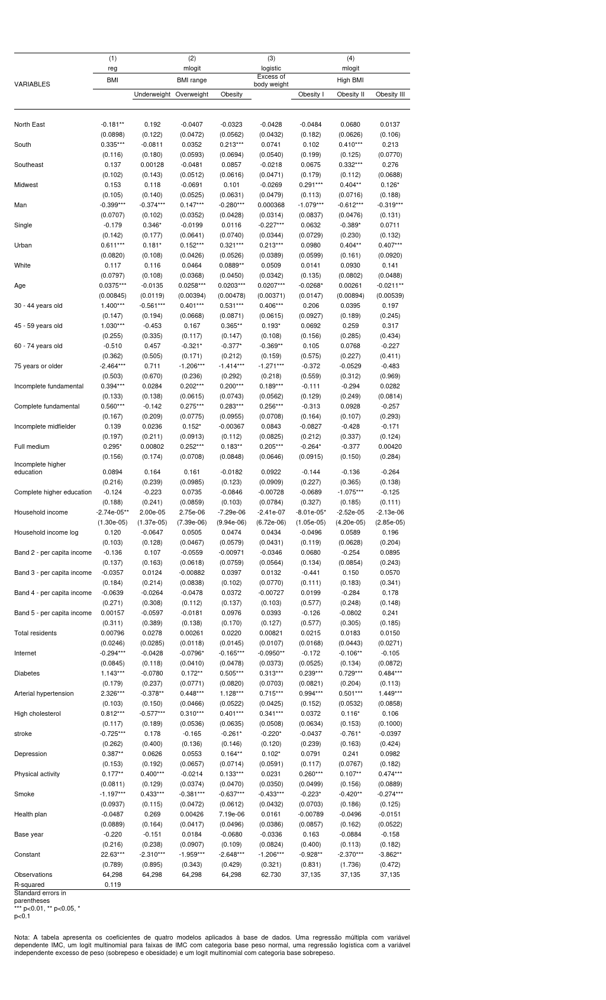 (1) (2) (3) (4)
reg mlogit logistic mlogit
VARIABLES BMI BMI range Excess of body weight High BMI
Underweight Overweight Obesity Obesity I Obesity II Obesity III
North East -0.181** 0.192 -0.0407 -0.0323 -0.0428 -0.0484 0.0680 0.0137
(0.0898) (0.122) (0.0472) (0.0562) (0.0432) (0.182) (0.0626) (0.106)
South 0.335*** -0.0811 0.0352 0.213*** 0.0741 0.102 0.410*** 0.213
(0.116) (0.180) (0.0593) (0.0694) (0.0540) (0.199) (0.125) (0.0770)
Southeast 0.137 0.00128 -0.0481 0.0857 -0.0218 0.0675 0.332*** 0.276
(0.102) (0.143) (0.0512) (0.0616) (0.0471) (0.179) (0.112) (0.0688)
Midwest 0.153 0.118 -0.0691 0.101 -0.0269 0.291*** 0.404** 0.126*
(0.105) (0.140) (0.0525) (0.0631) (0.0479) (0.113) (0.0716) (0.188)
Man -0.399*** -0.374*** 0.147*** -0.280*** 0.000368 -1.079*** -0.612*** -0.319***
(0.0707) (0.102) (0.0352) (0.0428) (0.0314) (0.0837) (0.0476) (0.131)
Single -0.179 0.346* -0.0199 0.0116 -0.227*** 0.0632 -0.389* 0.0711
(0.142) (0.177) (0.0641) (0.0740) (0.0344) (0.0729) (0.230) (0.132)
Urban 0.611*** 0.181* 0.152*** 0.321*** 0.213*** 0.0980 0.404** 0.407***
(0.0820) (0.108) (0.0426) (0.0526) (0.0389) (0.0599) (0.161) (0.0920)
White 0.117 0.116 0.0464 0.0889** 0.0509 0.0141 0.0930 0.141
(0.0797) (0.108) (0.0368) (0.0450) (0.0342) (0.135) (0.0802) (0.0488)
Age 0.0375*** -0.0135 0.0258*** 0.0203*** 0.0207*** -0.0268* 0.00261 -0.0211**
(0.00845) (0.0119) (0.00394) (0.00478) (0.00371) (0.0147) (0.00894) (0.00539)
30 - 44 years old 1.400*** -0.561*** 0.401*** 0.531*** 0.406*** 0.206 0.0395 0.197
(0.147) (0.194) (0.0668) (0.0871) (0.0615) (0.0927) (0.189) (0.245)
45 - 59 years old 1.030*** -0.453 0.167 0.365** 0.193* 0.0692 0.259 0.317
(0.255) (0.335) (0.117) (0.147) (0.108) (0.156) (0.285) (0.434)
60 - 74 years old -0.510 0.457 -0.321* -0.377* -0.369** 0.105 0.0768 -0.227
(0.362) (0.505) (0.171) (0.212) (0.159) (0.575) (0.227) (0.411)
75 years or older -2.464*** 0.711 -1.206*** -1.414*** -1.271*** -0.372 -0.0529 -0.483
(0.503) (0.670) (0.236) (0.292) (0.218) (0.559) (0.312) (0.969)
Incomplete fundamental 0.394*** 0.0284 0.202*** 0.200*** 0.189*** -0.111 -0.294 0.0282
(0.133) (0.138) (0.0615) (0.0743) (0.0562) (0.129) (0.249) (0.0814)
Complete fundamental 0.560*** -0.142 0.275*** 0.283*** 0.256*** -0.313 0.0928 -0.257
(0.167) (0.209) (0.0775) (0.0955) (0.0708) (0.164) (0.107) (0.293)
Incomplete midfielder 0.139 0.0236 0.152* -0.00367 0.0843 -0.0827 -0.428 -0.171
(0.197) (0.211) (0.0913) (0.112) (0.0825) (0.212) (0.337) (0.124)
Full medium 0.295* 0.00802 0.252*** 0.183** 0.205*** -0.264* -0.377 0.00420
(0.156) (0.174) (0.0708) (0.0848) (0.0646) (0.0915) (0.150) (0.284)
Incomplete higher
education 0.0894 0.164 0.161 -0.0182 0.0922 -0.144 -0.136 -0.264
(0.216) (0.239) (0.0985) (0.123) (0.0909) (0.227) (0.365) (0.138)
Complete higher education -0.124 -0.223 0.0735 -0.0846 -0.00728 -0.0689 -1.075*** -0.125
(0.188) (0.241) (0.0859) (0.103) (0.0784) (0.327) (0.185) (0.111)
Household income -2.74e-05** 2.00e-05 2.75e-06 -7.29e-06 -2.41e-07 -8.01e-05* -2.52e-05 -2.13e-06
(1.30e-05) (1.37e-05) (7.39e-06) (9.94e-06) (6.72e-06) (1.05e-05) (4.20e-05) (2.85e-05)
Household income log 0.120 -0.0647 0.0505 0.0474 0.0434 -0.0496 0.0589 0.196
(0.103) (0.128) (0.0467) (0.0579) (0.0431) (0.119) (0.0628) (0.204)
Band 2 - per capita income -0.136 0.107 -0.0559 -0.00971 -0.0346 0.0680 -0.254 0.0895
(0.137) (0.163) (0.0618) (0.0759) (0.0564) (0.134) (0.0854) (0.243)
Band 3 - per capita income -0.0357 0.0124 -0.00882 0.0397 0.0132 -0.441 0.150 0.0570
(0.184) (0.214) (0.0838) (0.102) (0.0770) (0.111) (0.183) (0.341)
Band 4 - per capita income -0.0639 -0.0264 -0.0478 0.0372 -0.00727 0.0199 -0.284 0.178
(0.271) (0.308) (0.112) (0.137) (0.103) (0.577) (0.248) (0.148)
Band 5 - per capita income 0.00157 -0.0597 -0.0181 0.0976 0.0393 -0.126 -0.0802 0.241
(0.311) (0.389) (0.138) (0.170) (0.127) (0.577) (0.305) (0.185)
Total residents 0.00796 0.0278 0.00261 0.0220 0.00821 0.0215 0.0183 0.0150
(0.0246) (0.0285) (0.0118) (0.0145) (0.0107) (0.0168) (0.0443) (0.0271)
Internet -0.294*** -0.0428 -0.0796* -0.165*** -0.0950** -0.172 -0.106** -0.105
(0.0845) (0.118) (0.0410) (0.0478) (0.0373) (0.0525) (0.134) (0.0872)
Diabetes 1.143*** -0.0780 0.172** 0.505*** 0.313*** 0.239*** 0.729*** 0.484***
(0.179) (0.237) (0.0771) (0.0820) (0.0703) (0.0821) (0.204) (0.113)
Arterial hypertension 2.326*** -0.378** 0.448*** 1.128*** 0.715*** 0.994*** 0.501*** 1.449***
(0.103) (0.150) (0.0466) (0.0522) (0.0425) (0.152) (0.0532) (0.0858)
High cholesterol 0.812*** -0.577*** 0.310*** 0.401*** 0.341*** 0.0372 0.116* 0.106
(0.117) (0.189) (0.0536) (0.0635) (0.0508) (0.0634) (0.153) (0.1000)
stroke -0.725*** 0.178 -0.165 -0.261* -0.220* -0.0437 -0.761* -0.0397
(0.262) (0.400) (0.136) (0.146) (0.120) (0.239) (0.163) (0.424)
Depression 0.387** 0.0626 0.0553 0.164** 0.102* 0.0791 0.241 0.0982
(0.153) (0.192) (0.0657) (0.0714) (0.0591) (0.117) (0.0767) (0.182)
Physical activity 0.177** 0.400*** -0.0214 0.133*** 0.0231 0.260*** 0.107** 0.474***
(0.0811) (0.129) (0.0374) (0.0470) (0.0350) (0.0499) (0.156) (0.0889)
Smoke -1.197*** 0.433*** -0.381*** -0.637*** -0.433*** -0.223* -0.420** -0.274***
(0.0937) (0.115) (0.0472) (0.0612) (0.0432) (0.0703) (0.186) (0.125)
Health plan -0.0487 0.269 0.00426 7.19e-06 0.0161 -0.00789 -0.0496 -0.0151
(0.0889) (0.164) (0.0417) (0.0496) (0.0386) (0.0857) (0.162) (0.0522)
Base year -0.220 -0.151 0.0184 -0.0680 -0.0336 0.163 -0.0884 -0.158
(0.216) (0.238) (0.0907) (0.109) (0.0824) (0.400) (0.113) (0.182)
Constant 22.63*** -2.310*** -1.959*** -2.648*** -1.206*** -0.928** -2.370*** -3.862**
(0.789) (0.895) (0.343) (0.429) (0.321) (0.831) (1.736) (0.472)
Observations 64,298 64,298 64,298 64,298 62.730 37,135 37,135 37,135
R-squared 0.119
Standard errors in
parentheses
*** p<0.01, ** p<0.05, *
p<0.1
Nota: A tabela apresenta os coeficientes de quatro modelos aplicados à base de dados. Uma regressão múltipla com variável
dependente IMC, um logit multinomial para faixas de IMC com categoria base peso normal, uma regressão logística com a variável
independente excesso de peso (sobrepeso e obesidade) e um logit multinomial com categoria base sobrepeso.